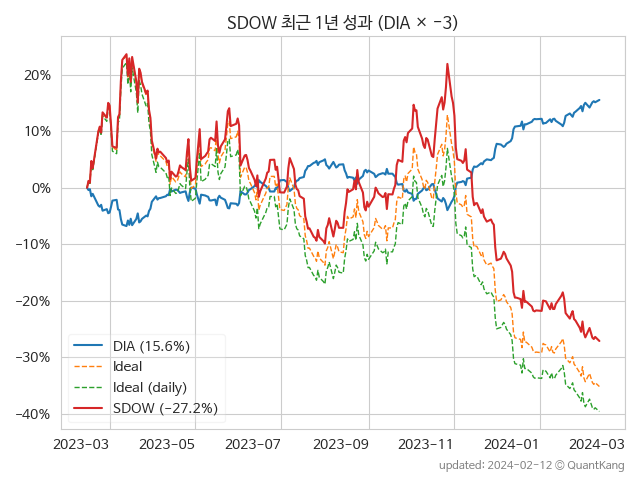 SDOW 최근 1년 성과 (DIA × −3)
20%
10%
0%
−10%
−20%
−30%
−40%
DIA (15.6%)
Ideal
Ideal (daily)
SDOW (−27.2%)
2023-03 2023-05 2023-07 2023-09 2023-11 2024-01 2024-03
updated: 2024-02-12 © QuantKang